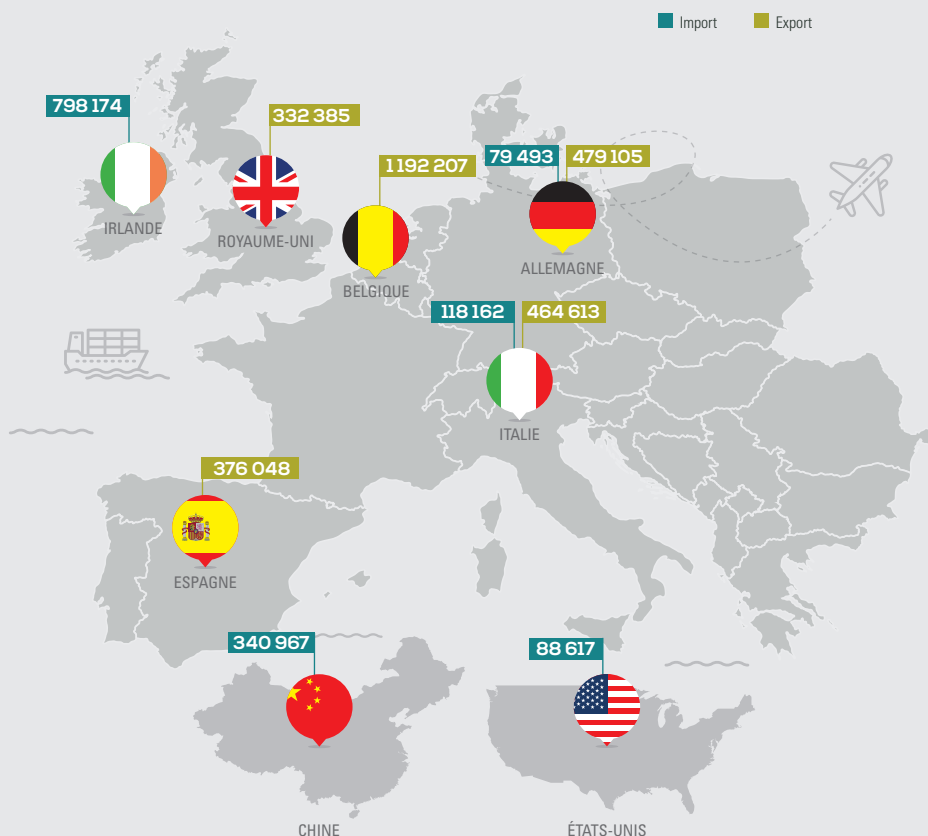 Import
Export
798 174
IRLANDE
332 385
ROYAUME-UNI
1 192 207
BELGIQUE
79 493
479 105
ALLEMAGNE
118 162
464 613
ITALIE
376 048
ESPAGNE
340 967
CHINE
88 617
ÉTATS-UNIS